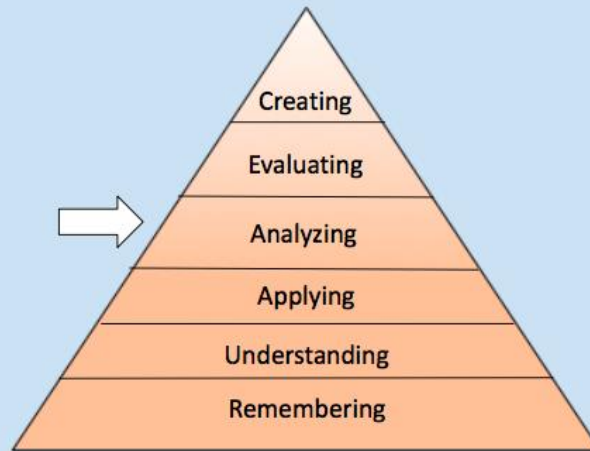 Creating
Evaluating
Analyzing
Applying
Understanding
Remembering